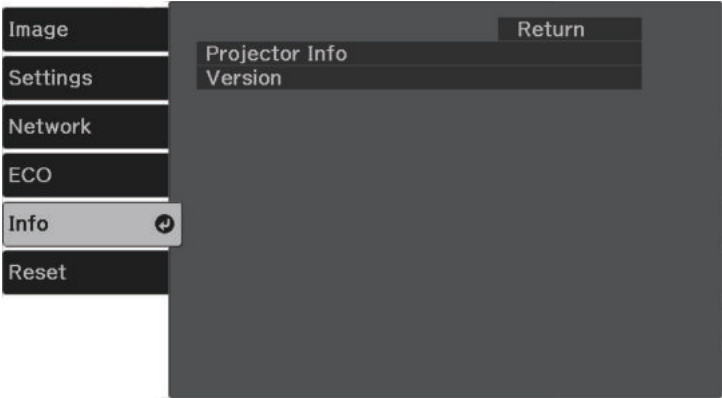 Image
Settings
Network
ECO
Info
Reset
Return
Projector Info
Version